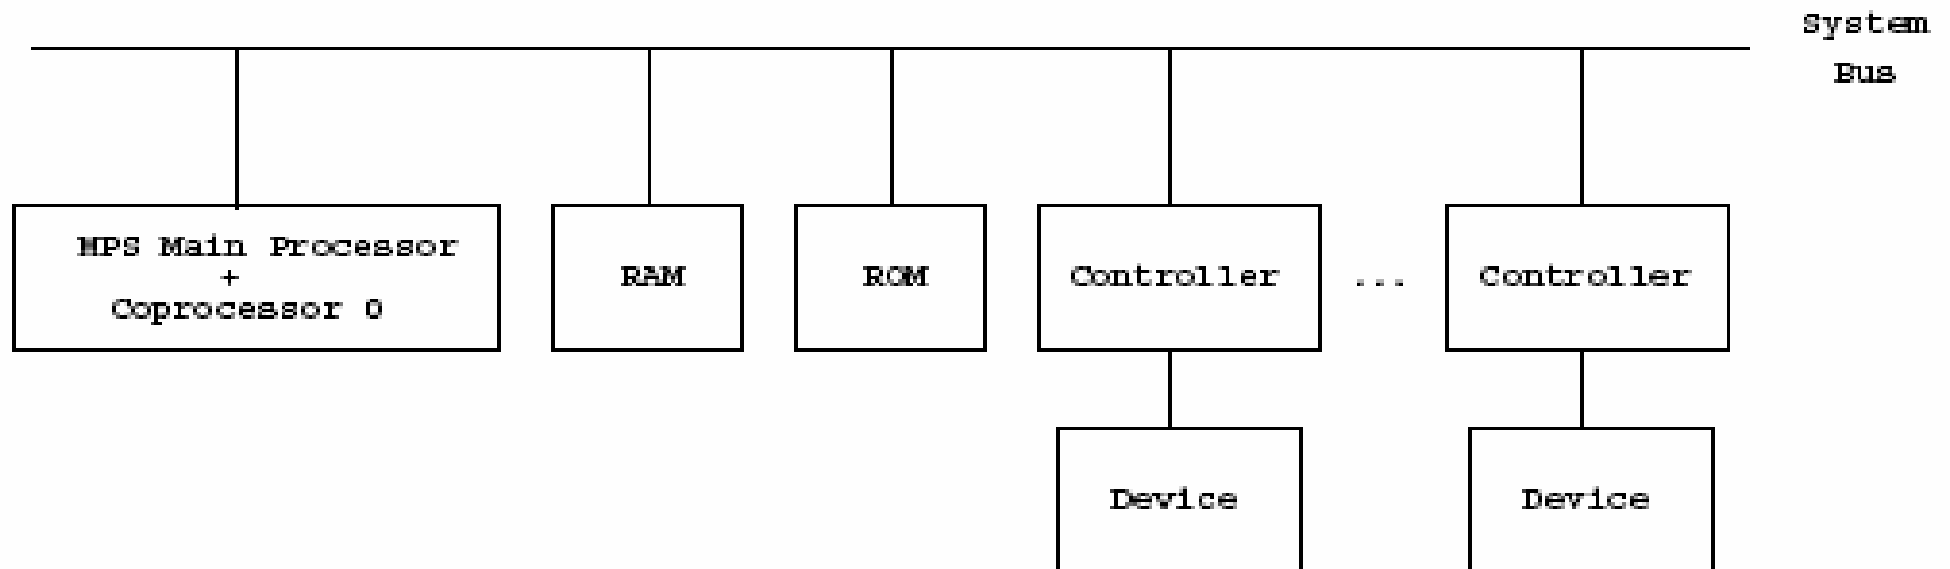 System
Bus
MPS Main Processor
+
Coprocessor 0
RAM
ROM
Controller
...
Controller
Device
Device